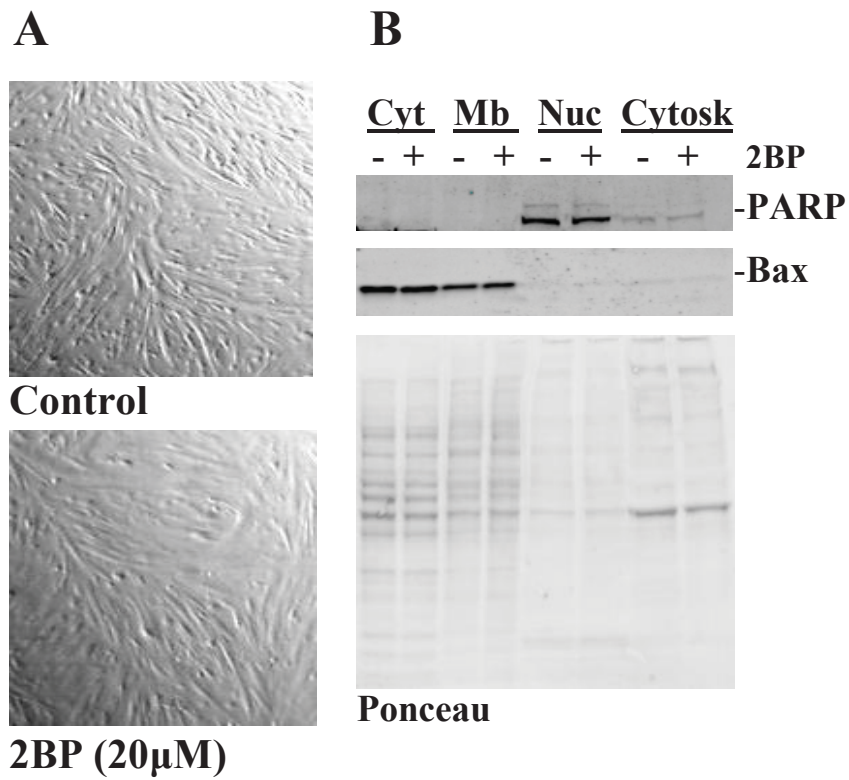 A
B
Cyt Mb Nuc Cytosk
- + - + - + - + 2BP
-PARP
-Bax
Control
Ponceau
2BP (20μM)